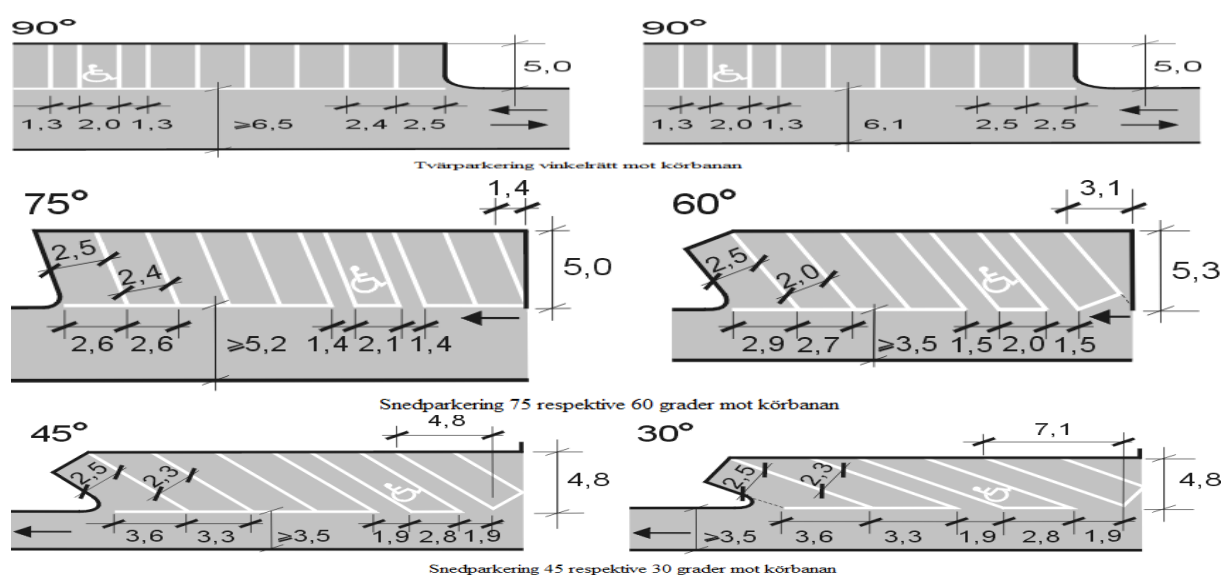 90° 90°
5,0 5,0
1,3 2,0 1,3 ⩾6,5 2,4 2,5 1,3 2,0 1,3 6,1 2,5 2,5
Tvärparkering vinkelrätt mot körbanan
75° 1,4 60° 3,1
2,5 2,4 5,0 2,5 2,0 5,3
2,6 2,6 ⩾5,2 1,4 2,1 1,4 2,9 2,7 ⩾3,5 1,5 2,0 1,5
Snedparkering 75 respektive 60 grader mot körbanan
45° 4,8 30° 7,1
2,5 2,3 4,8 2,5 2,3 4,8
3,6 3,3 ⩾3,5 1,9 2,8 1,9 ⩾3,5 3,6 3,3 1,9 2,8 1,9
Snedparkering 45 respektive 30 grader mot körbanan